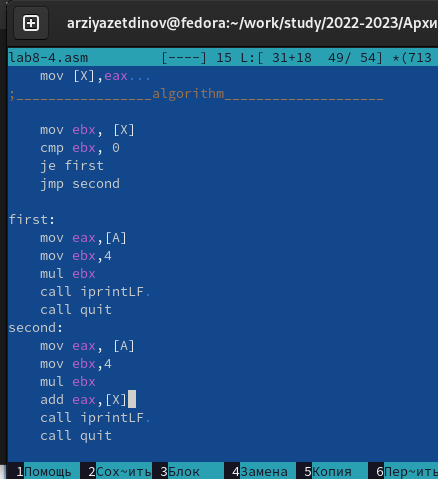 arziyazetdinov@fedora:~/work/study/2022-2023/Архи
lab8-4.asm [----] 15 L:[ 31+18 49/ 54] *(713
mov [X],eax...
;_________________algorithm____________________
mov ebx, [X]
cmp ebx, 0
je first
jmp second
first:
mov eax,[A]
mov ebx,4
mul ebx
call iprintLF.
call quit
second:
mov eax, [A]
mov ebx,4
mul ebx
add eax,[X]
call iprintLF.
call quit
1Помощь 2Сох~ить 3Блок 4Замена 5Копия 6Пер~ить